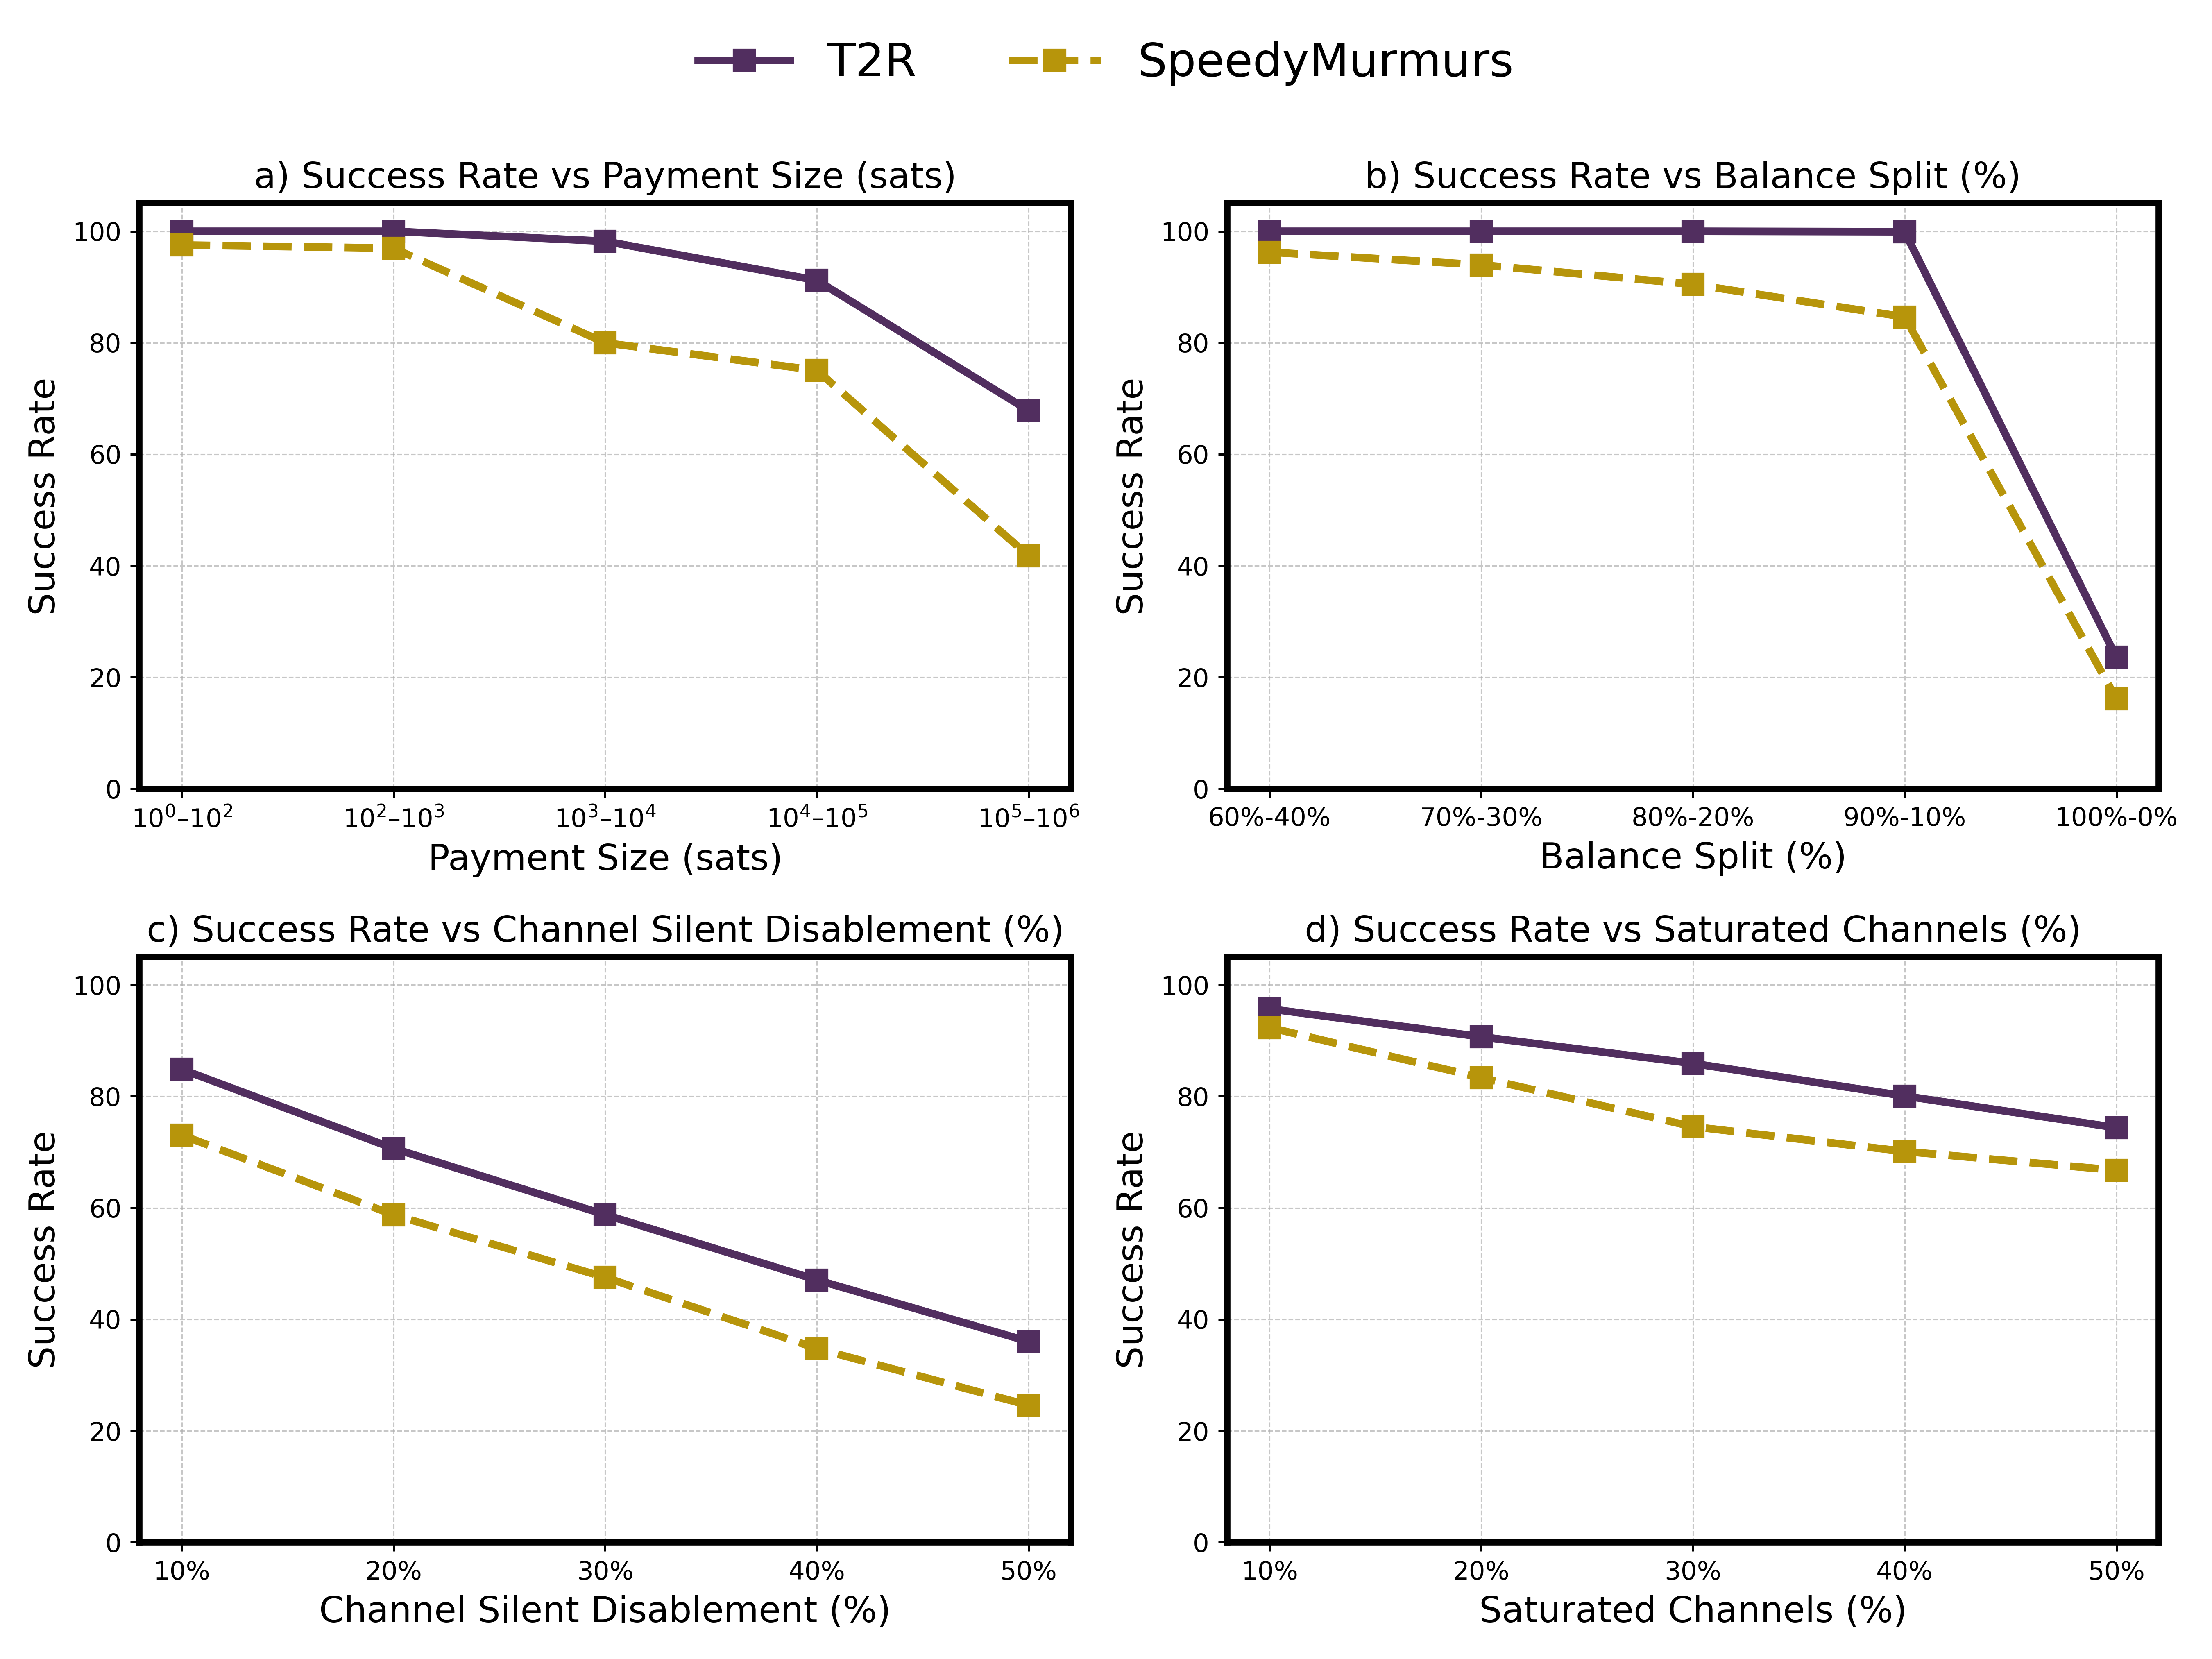 T2R SpeedyMurmurs
a) Success Rate vs Payment Size (sats)
Success Rate
100
80
60
40
20
0
10⁰–10² 10²–10³ 10³–10⁴ 10⁴–10⁵ 10⁵–10⁶
Payment Size (sats)
b) Success Rate vs Balance Split (%)
Success Rate
100
80
60
40
20
0
60%-40% 70%-30% 80%-20% 90%-10% 100%-0%
Balance Split (%)
c) Success Rate vs Channel Silent Disablement (%)
Success Rate
100
80
60
40
20
0
10% 20% 30% 40% 50%
Channel Silent Disablement (%)
d) Success Rate vs Saturated Channels (%)
Success Rate
100
80
60
40
20
0
10% 20% 30% 40% 50%
Saturated Channels (%)